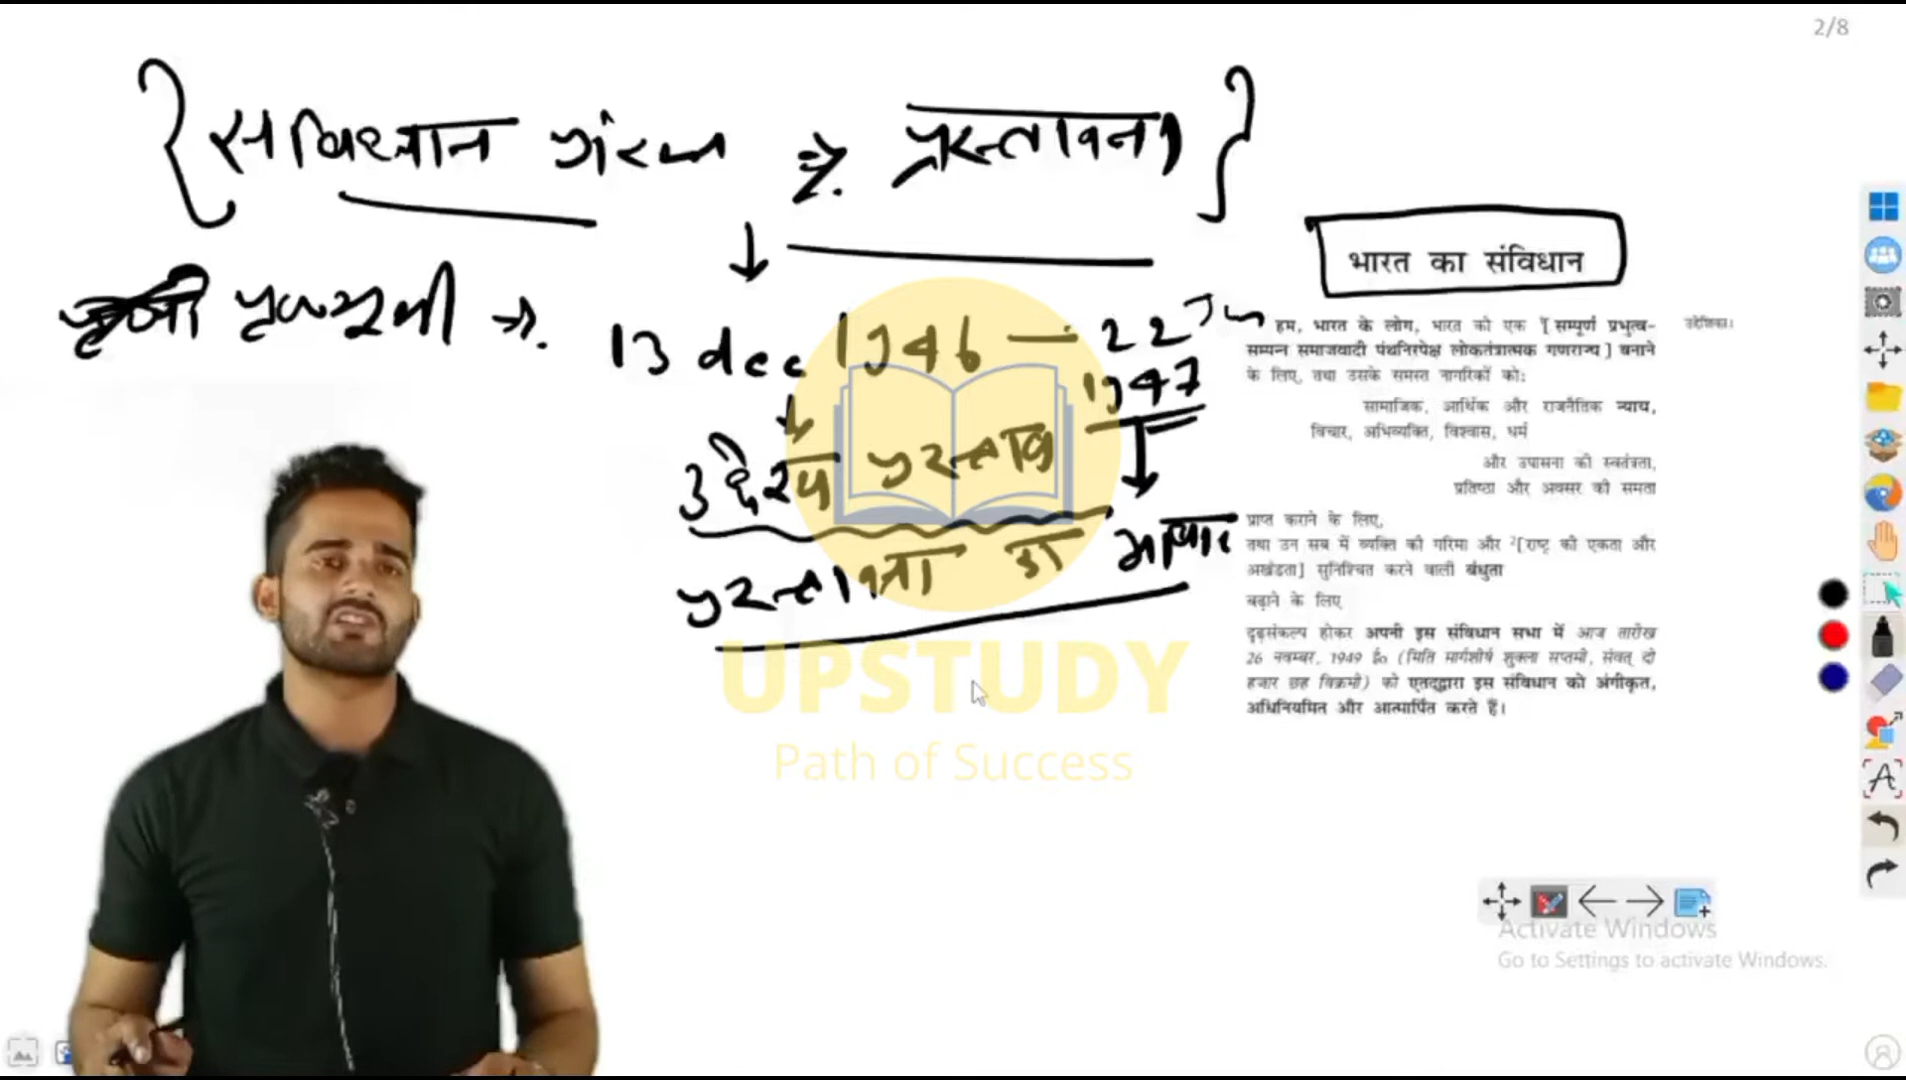 2/8
संविधान प्रारंभ ⇒ प्रस्तावना
पृष्ठभूमी →
13 dec 1946 — 22 Jan
1947
उद्देश्य प्रस्ताव
प्रस्तावना का आधार
UPSTUDY
Path of Success
भारत का संविधान
उद्देशिका।
हम, भारत के लोग, भारत को एक ¹[सम्पूर्ण प्रभुत्व-
सम्पन्न समाजवादी पंथनिरपेक्ष लोकतंत्रात्मक गणराज्य] बनाने
के लिए, तथा उसके समस्त नागरिकों को:
सामाजिक, आर्थिक और राजनैतिक न्याय,
विचार, अभिव्यक्ति, विश्वास, धर्म
और उपासना की स्वतंत्रता,
प्रतिष्ठा और अवसर की समता
प्राप्त कराने के लिए,
तथा उन सब में व्यक्ति की गरिमा और ²[राष्ट्र की एकता और
अखंडता] सुनिश्चित करने वाली बंधुता
बढ़ाने के लिए
दृढ़संकल्प होकर अपनी इस संविधान सभा में आज तारीख
26 नवम्बर, 1949 ई० (मिति मार्गशीर्ष शुक्ला सप्तमी, संवत् दो
हजार छह विक्रमी) को एतद्द्वारा इस संविधान को अंगीकृत,
अधिनियमित और आत्मार्पित करते हैं।
Activate Windows
Go to Settings to activate Windows.